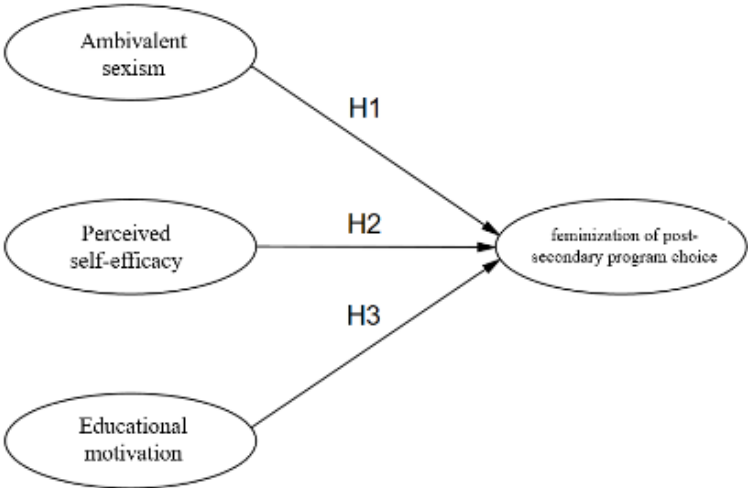 Ambivalent
sexism
H1
Perceived
self-efficacy
H2
feminization of post-
secondary program choice
H3
Educational
motivation